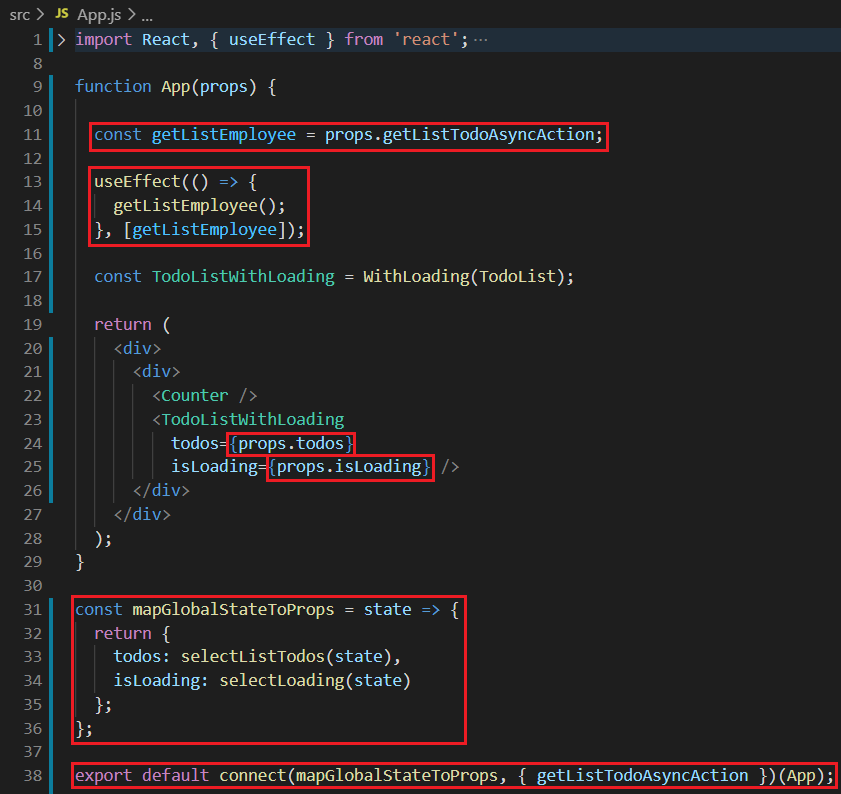 src > JS App.js > ...
1 > import React, { useEffect } from 'react'; ...
8
9 function App(props) {
10
11 const getListEmployee = props.getListTodoAsyncAction;
12
13 useEffect(() => {
14 getListEmployee();
15 }, [getListEmployee]);
16
17 const TodoListWithLoading = WithLoading(TodoList);
18
19 return (
20 <div>
21 <div>
22 <Counter />
23 <TodoListWithLoading
24 todos={props.todos}
25 isLoading={props.isLoading} />
26 </div>
27 </div>
28 );
29 }
30
31 const mapGlobalStateToProps = state => {
32 return {
33 todos: selectListTodos(state),
34 isLoading: selectLoading(state)
35 };
36 };
37
38 export default connect(mapGlobalStateToProps, { getListTodoAsyncAction })(App);